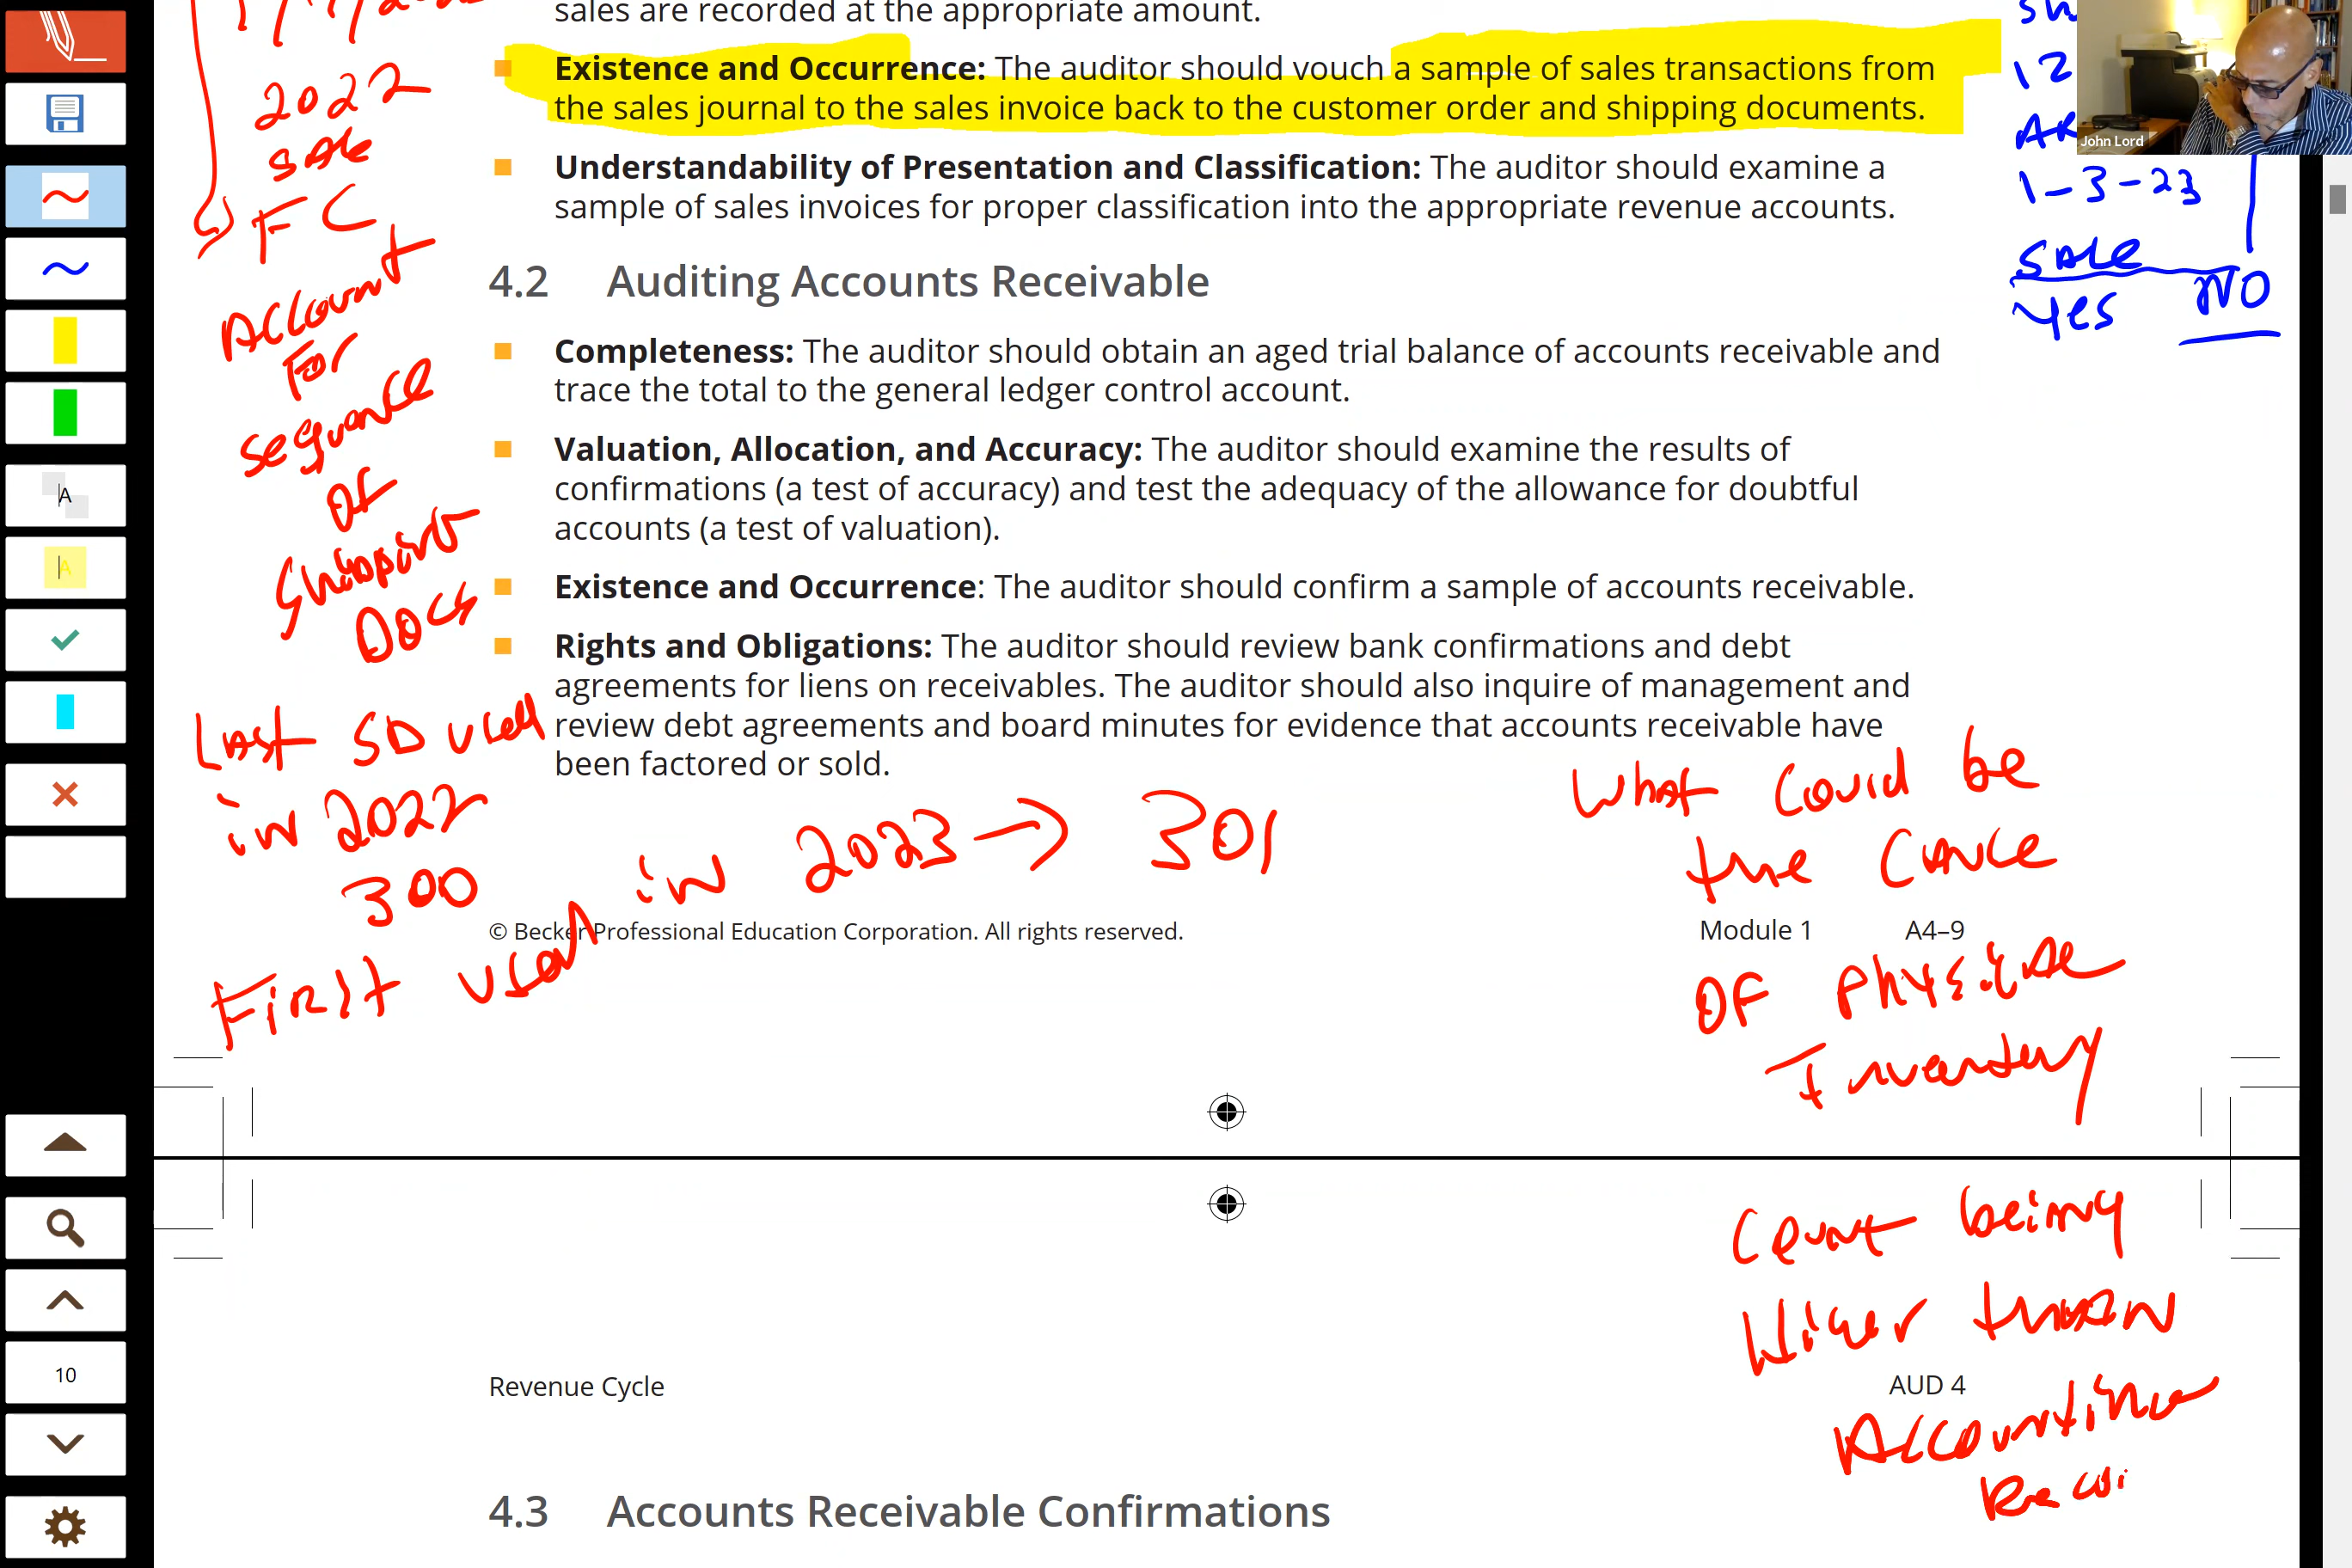 sales are recorded at the appropriate amount.
Existence and Occurrence: The auditor should vouch a sample of sales transactions from
the sales journal to the sales invoice back to the customer order and shipping documents.
Understandability of Presentation and Classification: The auditor should examine a
sample of sales invoices for proper classification into the appropriate revenue accounts.
4.2 Auditing Accounts Receivable
Completeness: The auditor should obtain an aged trial balance of accounts receivable and
trace the total to the general ledger control account.
Valuation, Allocation, and Accuracy: The auditor should examine the results of
confirmations (a test of accuracy) and test the adequacy of the allowance for doubtful
accounts (a test of valuation).
Existence and Occurrence: The auditor should confirm a sample of accounts receivable.
Rights and Obligations: The auditor should review bank confirmations and debt
agreements for liens on receivables. The auditor should also inquire of management and
review debt agreements and board minutes for evidence that accounts receivable have
been factored or sold.
© Becker Professional Education Corporation. All rights reserved.
Module 1 A4–9
Revenue Cycle
AUD 4
4.3 Accounts Receivable Confirmations
2022
SALE
FC
Account
For
Sequence
OF
Shipping
Docs
LAST SD used
in 2022
300
First used in 2023 → 301
What Could be
the
OF Physical
Inventory
Count being
Higer than
Accounting
12
AR
1-3-23
SALE
Yes NO
John Lord
A
A
10